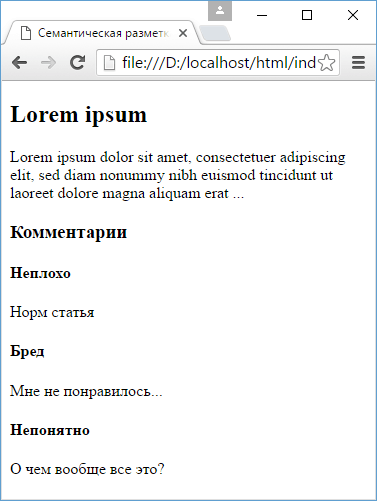 Семантическая разметк
file:///D:/localhost/html/ind
Lorem ipsum
Lorem ipsum dolor sit amet, consectetuer adipiscing
elit, sed diam nonummy nibh euismod tincidunt ut
laoreet dolore magna aliquam erat ...
Комментарии
Неплохо
Норм статья
Бред
Мне не понравилось...
Непонятно
О чем вообще все это?